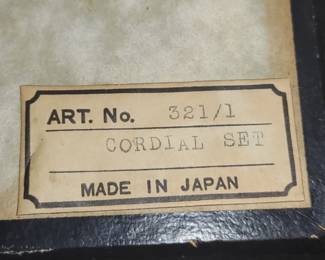 ART. No. 321/1
CORDIAL SET
MADE IN JAPAN